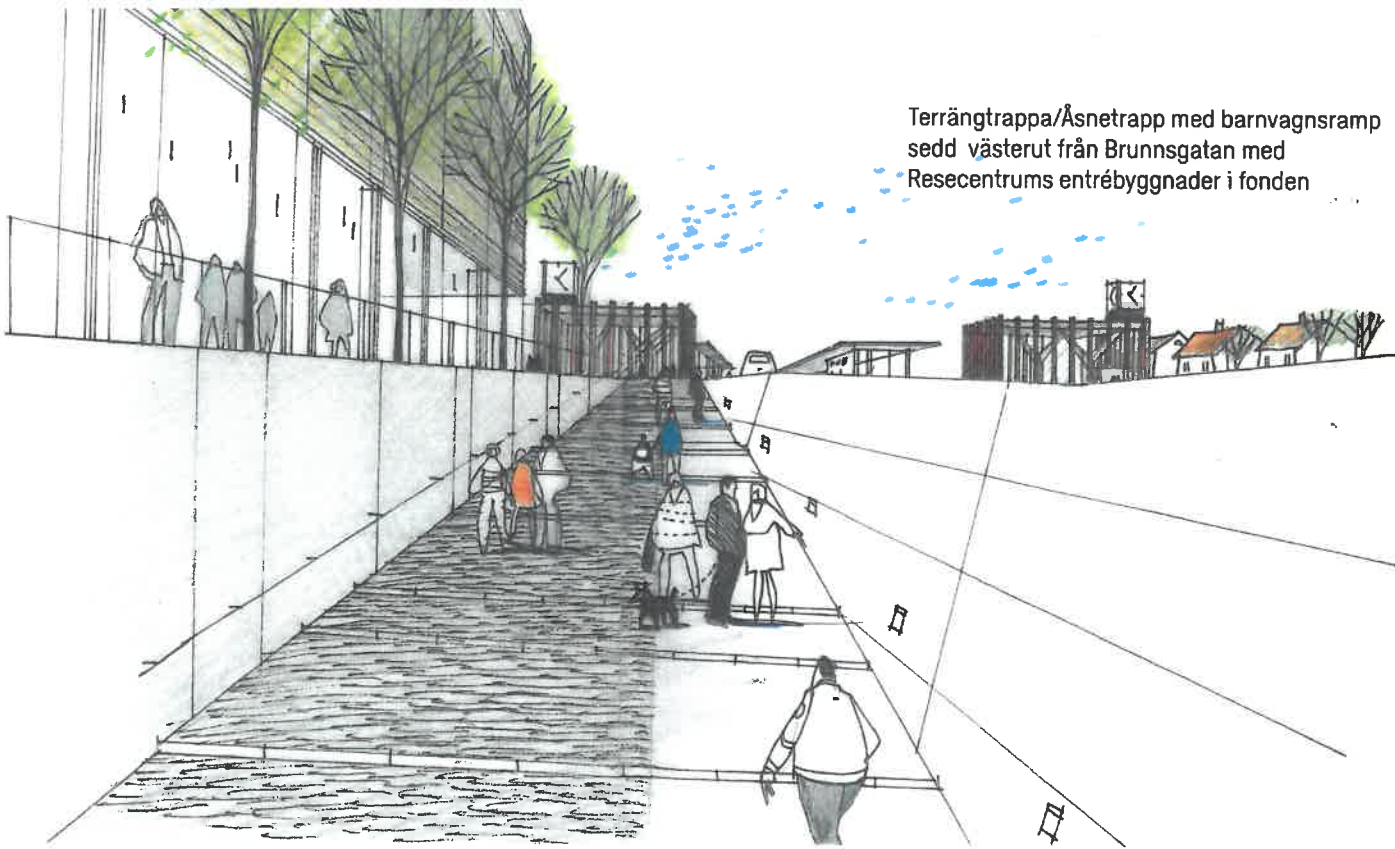 Terrängtrappa/Åsnetrapp med barnvagnsramp
sedd västerut från Brunnsgatan med
Resecentrums entrébyggnader i fonden